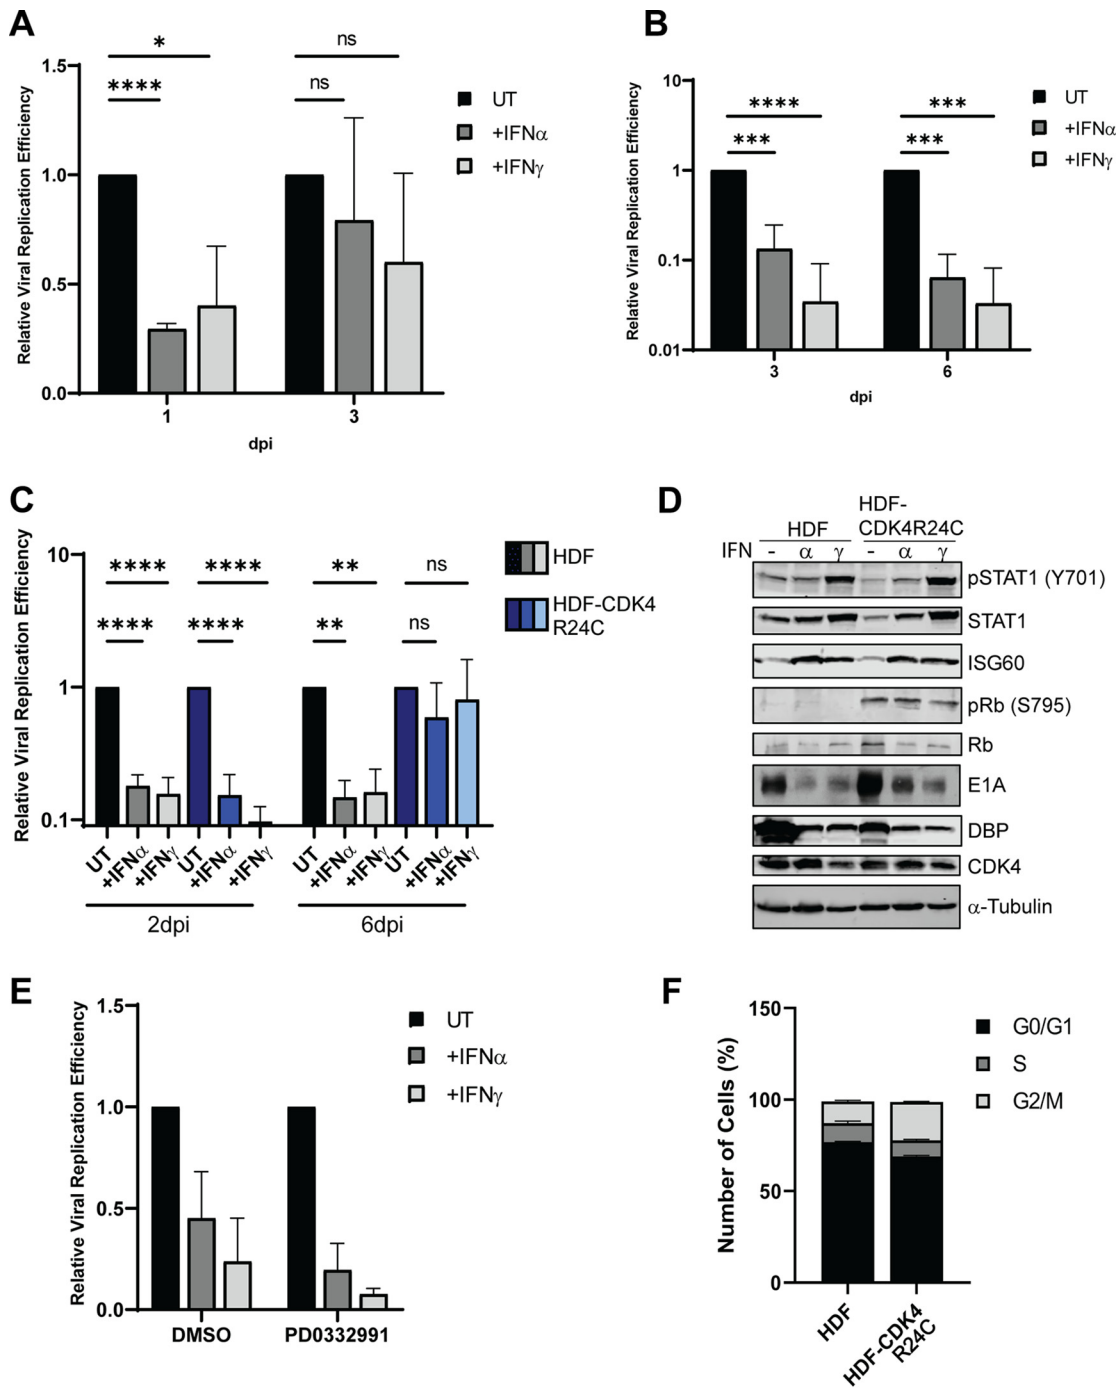 A
Relative Viral Replication Efficiency
1.5
1.0
0.5
0.0
*
****
ns
ns
1
3
dpi
UT
+IFNα
+IFNγ
B
Relative Viral Replication Efficiency
10
1
0.1
0.01
****
***
***
***
3
6
dpi
UT
+IFNα
+IFNγ
C
Relative Viral Replication Efficiency
10
1
0.1
****
****
**
ns
****
****
**
ns
UT
+IFNα
+IFNγ
UT
+IFNα
+IFNγ
UT
+IFNα
+IFNγ
UT
+IFNα
+IFNγ
2dpi
6dpi
HDF
HDF-CDK4
R24C
D
HDF
HDF-
CDK4R24C
IFN - α γ - α γ
pSTAT1 (Y701)
STAT1
ISG60
pRb (S795)
Rb
E1A
DBP
CDK4
α-Tubulin
E
Relative Viral Replication Efficiency
1.5
1.0
0.5
0.0
DMSO
PD0332991
UT
+IFNα
+IFNγ
F
Number of Cells (%)
150
100
50
0
HDF
HDF-CDK4
R24C
G0/G1
S
G2/M